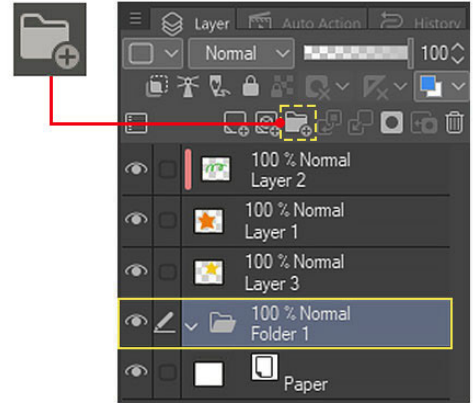 Layer Auto Action History
Normal 100
100 % Normal
Layer 2
100 % Normal
Layer 1
100 % Normal
Layer 3
100 % Normal
Folder 1
Paper